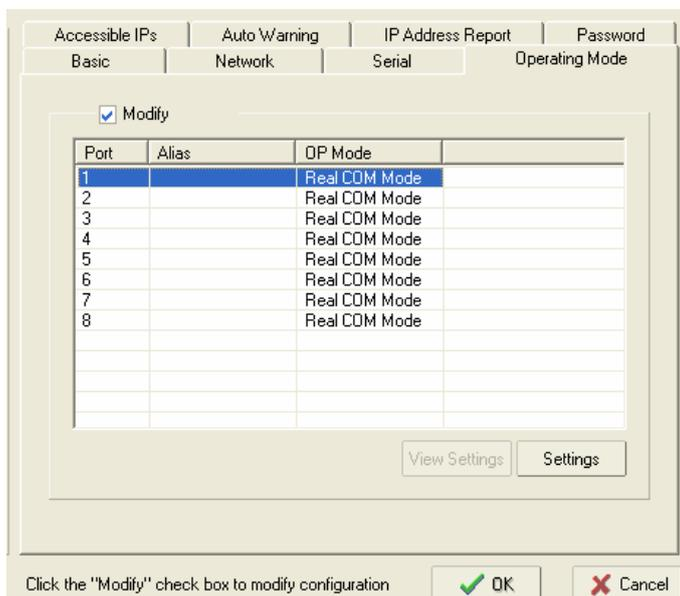 Accessible IPs Auto Warning IP Address Report Password
Basic Network Serial Operating Mode
Modify
Port Alias OP Mode
1 Real COM Mode
2 Real COM Mode
3 Real COM Mode
4 Real COM Mode
5 Real COM Mode
6 Real COM Mode
7 Real COM Mode
8 Real COM Mode
View Settings Settings
Click the "Modify" check box to modify configuration OK Cancel